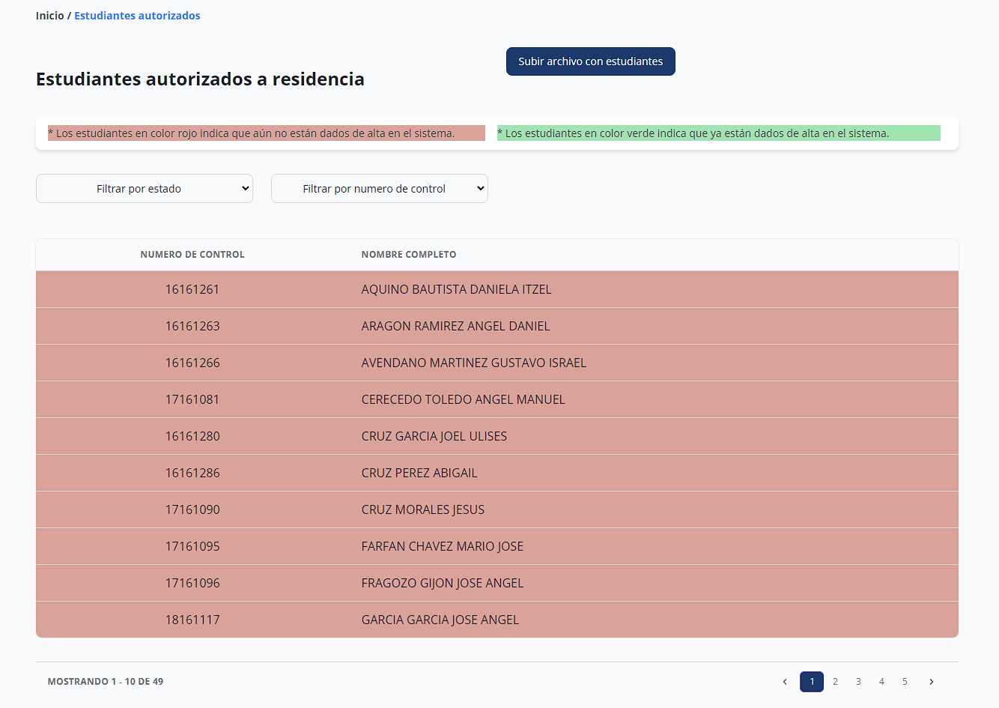 Inicio / Estudiantes autorizados
Subir archivo con estudiantes
Estudiantes autorizados a residencia
* Los estudiantes en color rojo indica que aún no están dados de alta en el sistema.
* Los estudiantes en color verde indica que ya están dados de alta en el sistema.
Filtrar por estado
Filtrar por numero de control
NUMERO DE CONTROL NOMBRE COMPLETO
16161261 AQUINO BAUTISTA DANIELA ITZEL
16161263 ARAGON RAMIREZ ANGEL DANIEL
16161266 AVENDANO MARTINEZ GUSTAVO ISRAEL
17161081 CERECEDO TOLEDO ANGEL MANUEL
16161280 CRUZ GARCIA JOEL ULISES
16161286 CRUZ PEREZ ABIGAIL
17161090 CRUZ MORALES JESUS
17161095 FARFAN CHAVEZ MARIO JOSE
17161096 FRAGOZO GIJON JOSE ANGEL
18161117 GARCIA GARCIA JOSE ANGEL
MOSTRANDO 1 - 10 DE 49
1 2 3 4 5